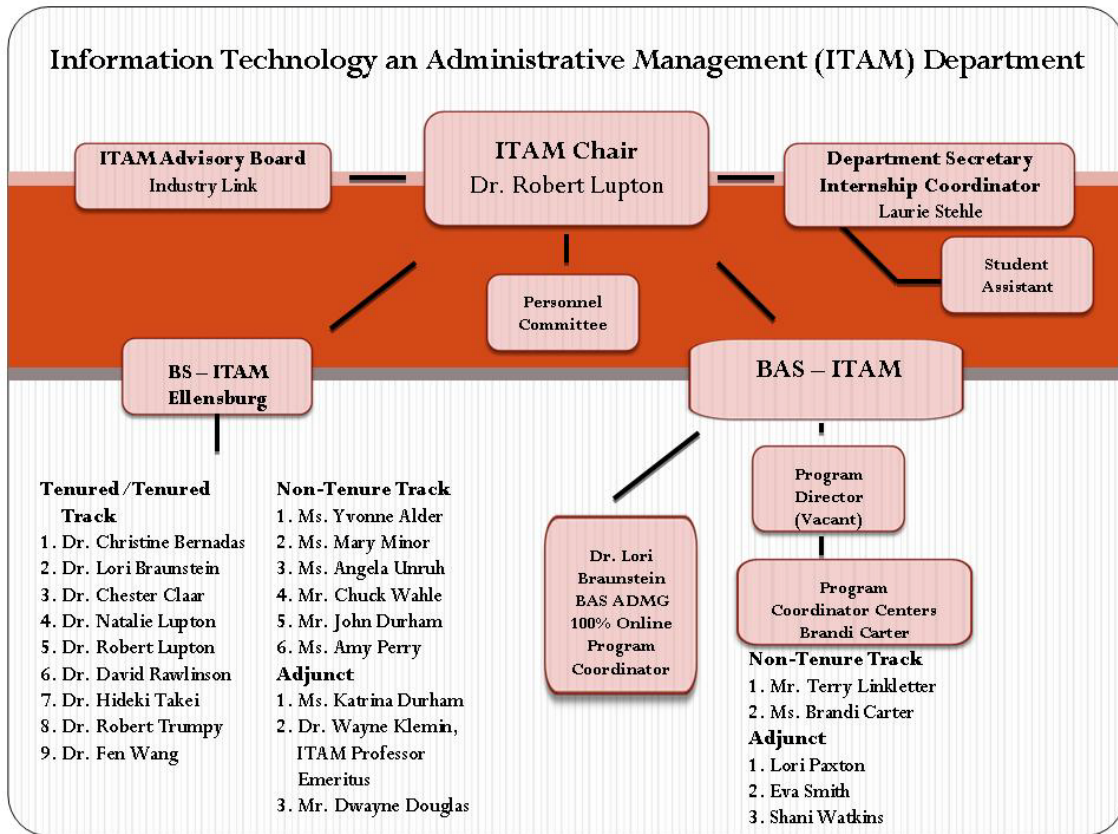 Information Technology an Administrative Management (ITAM) Department
ITAM Advisory Board
Industry Link
ITAM Chair
Dr. Robert Lupton
Department Secretary
Internship Coordinator
Laurie Stehle
Student
Assistant
Personnel
Committee
BS – ITAM
Ellensburg
BAS – ITAM
Tenured/Tenured
Track
1. Dr. Christine Bernadas
2. Dr. Lori Braunstein
3. Dr. Chester Claar
4. Dr. Natalie Lupton
5. Dr. Robert Lupton
6. Dr. David Rawlinson
7. Dr. Hideki Takei
8. Dr. Robert Trumpy
9. Dr. Fen Wang
Non-Tenure Track
1. Ms. Yvonne Alder
2. Ms. Mary Minor
3. Ms. Angela Unruh
4. Mr. Chuck Wahle
5. Mr. John Durham
6. Ms. Amy Perry
Adjunct
1. Ms. Katrina Durham
2. Dr. Wayne Klemin,
ITAM Professor
Emeritus
3. Mr. Dwayne Douglas
Dr. Lori
Braunstein
BAS ADMG
100% Online
Program
Coordinator
Program
Director
(Vacant)
Program
Coordinator Centers
Brandi Carter
Non-Tenure Track
1. Mr. Terry Linkletter
2. Ms. Brandi Carter
Adjunct
1. Lori Paxton
2. Eva Smith
3. Shani Watkins